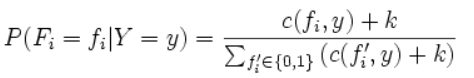 P(F_i = f_i|Y = y) = \frac{c(f_i, y) + k}{\sum_{f_i' \in \{0,1\}} (c(f_i', y) + k)}